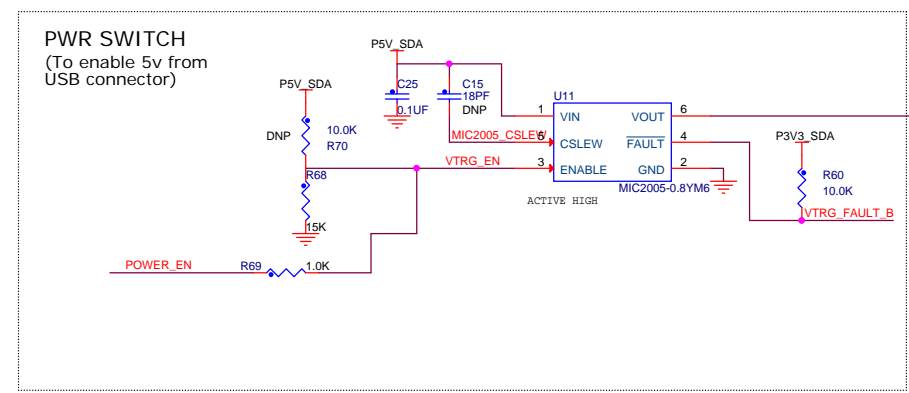 PWR SWITCH
(To enable 5v from
USB connector)
P5V_SDA
P5V_SDA
C25
0.1UF
C15
18PF
DNP
U11
DNP
10.0K
R70
MIC2005_CSLEW
VTRG_EN
1
5
3
VIN
CSLEW
ENABLE
VOUT
FAULT
GND
6
4
2
MIC2005-0.8YM6
ACTIVE HIGH
P3V3_SDA
R60
10.0K
VTRG_FAULT_B
R68
15K
POWER_EN
R69
1.0K